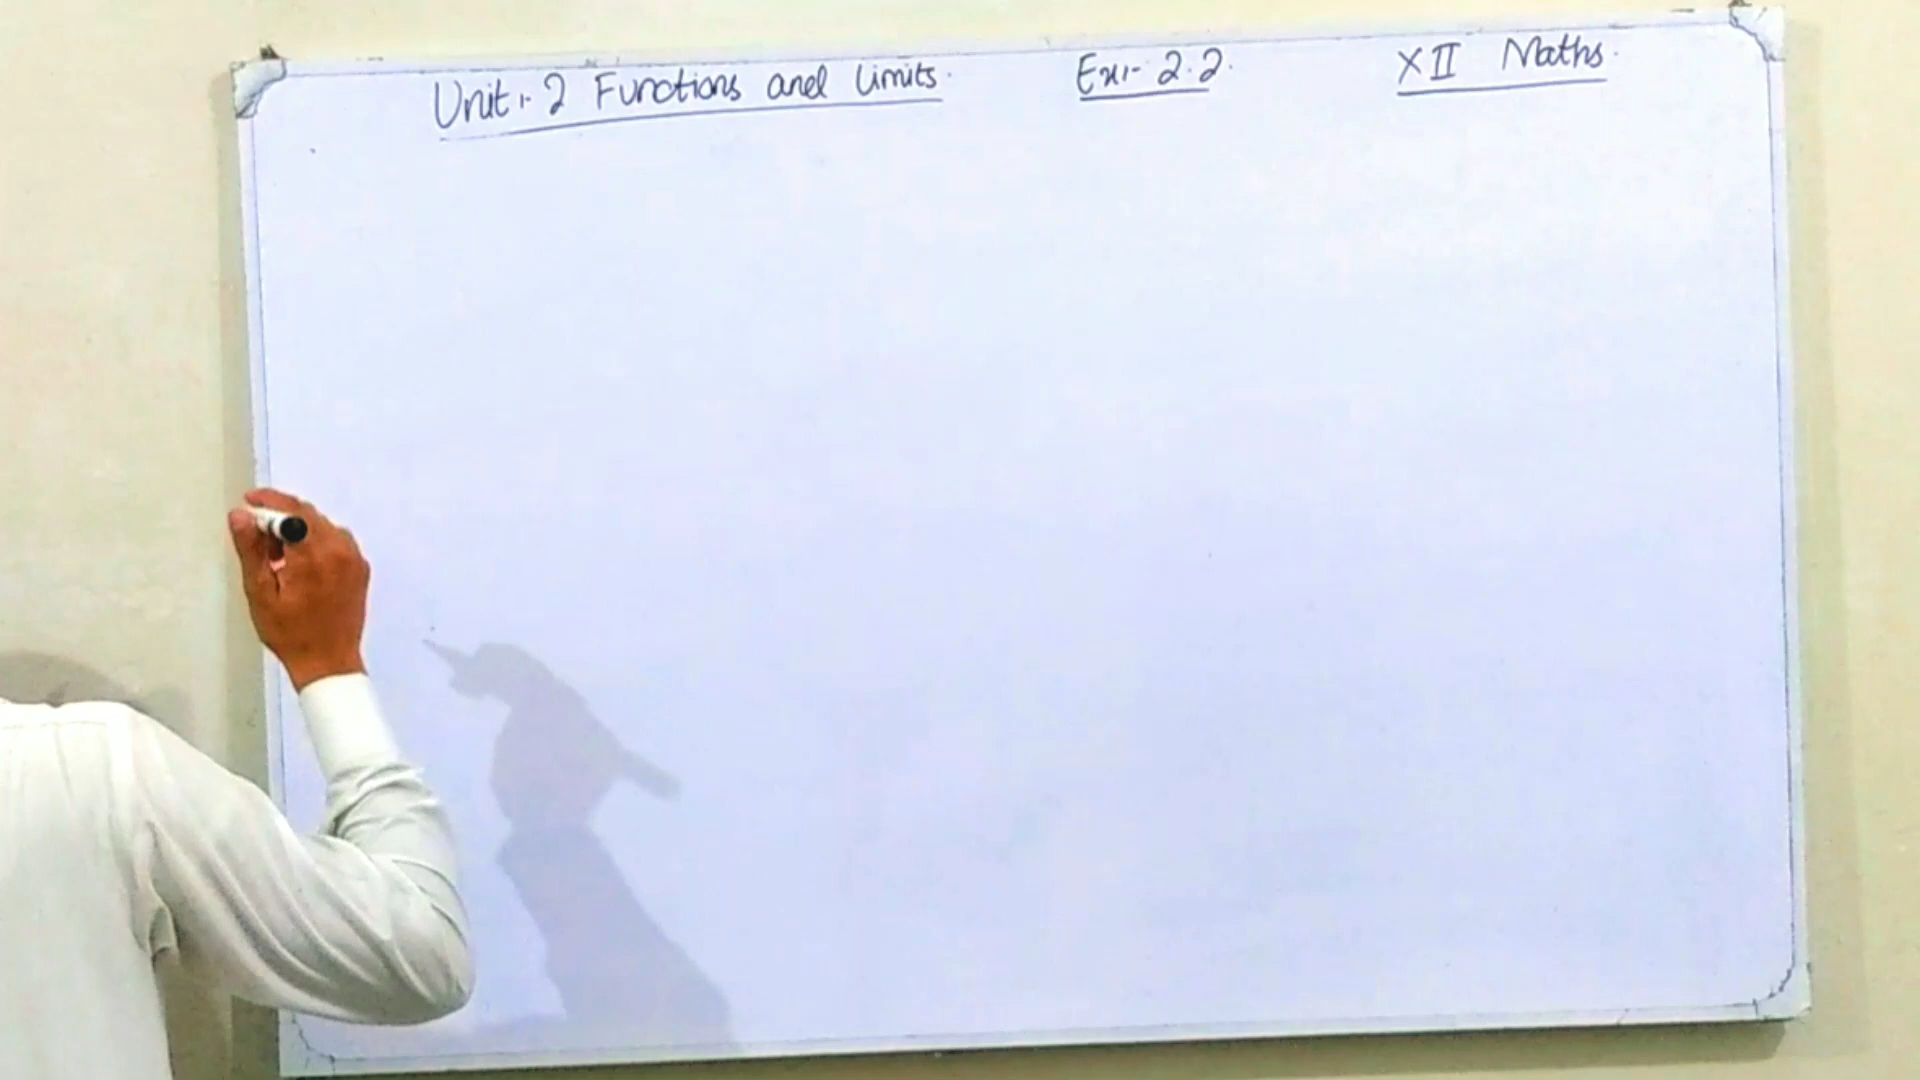 Unit:- 2 Functions and Limits. Ex:- 2.2. XII Maths.